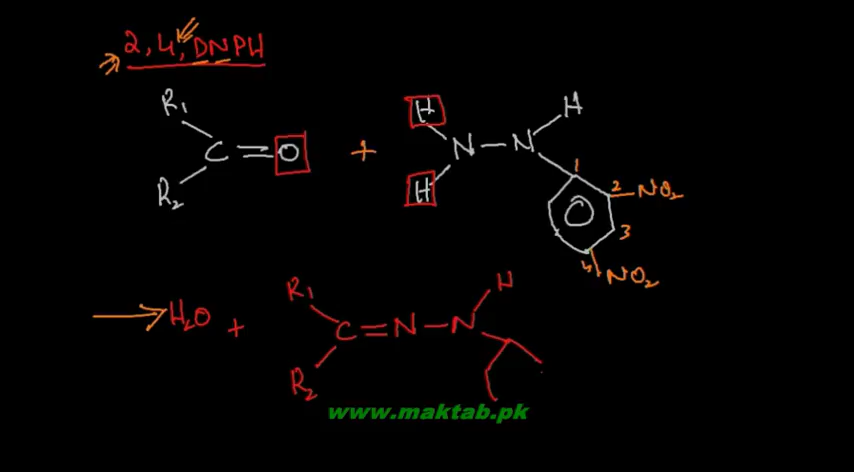 2,4,DNPH
R1 H H
C=O + N-N
R2 H 1 2 NO2
3
4 NO2
R1 H
H2O + C=N-N
R2
www.maktab.pk